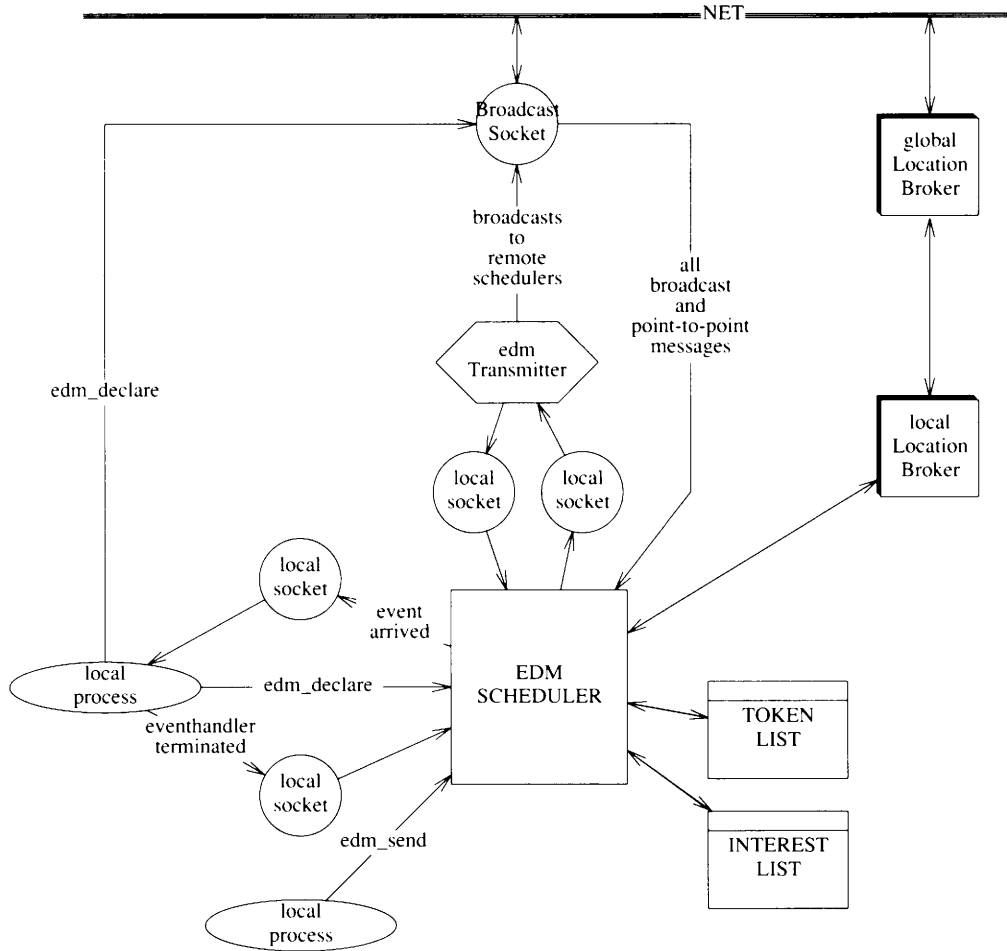 NET
Broadcast
Socket
global
Location
Broker
broadcasts
to
remote
schedulers
all
broadcast
and
point-to-point
messages
edm
Transmitter
edm_declare
local
Location
Broker
local
socket
local
socket
local
socket
event
arrived
EDM
SCHEDULER
local
process
edm_declare
eventhandler
terminated
TOKEN
LIST
local
socket
edm_send
INTEREST
LIST
local
process